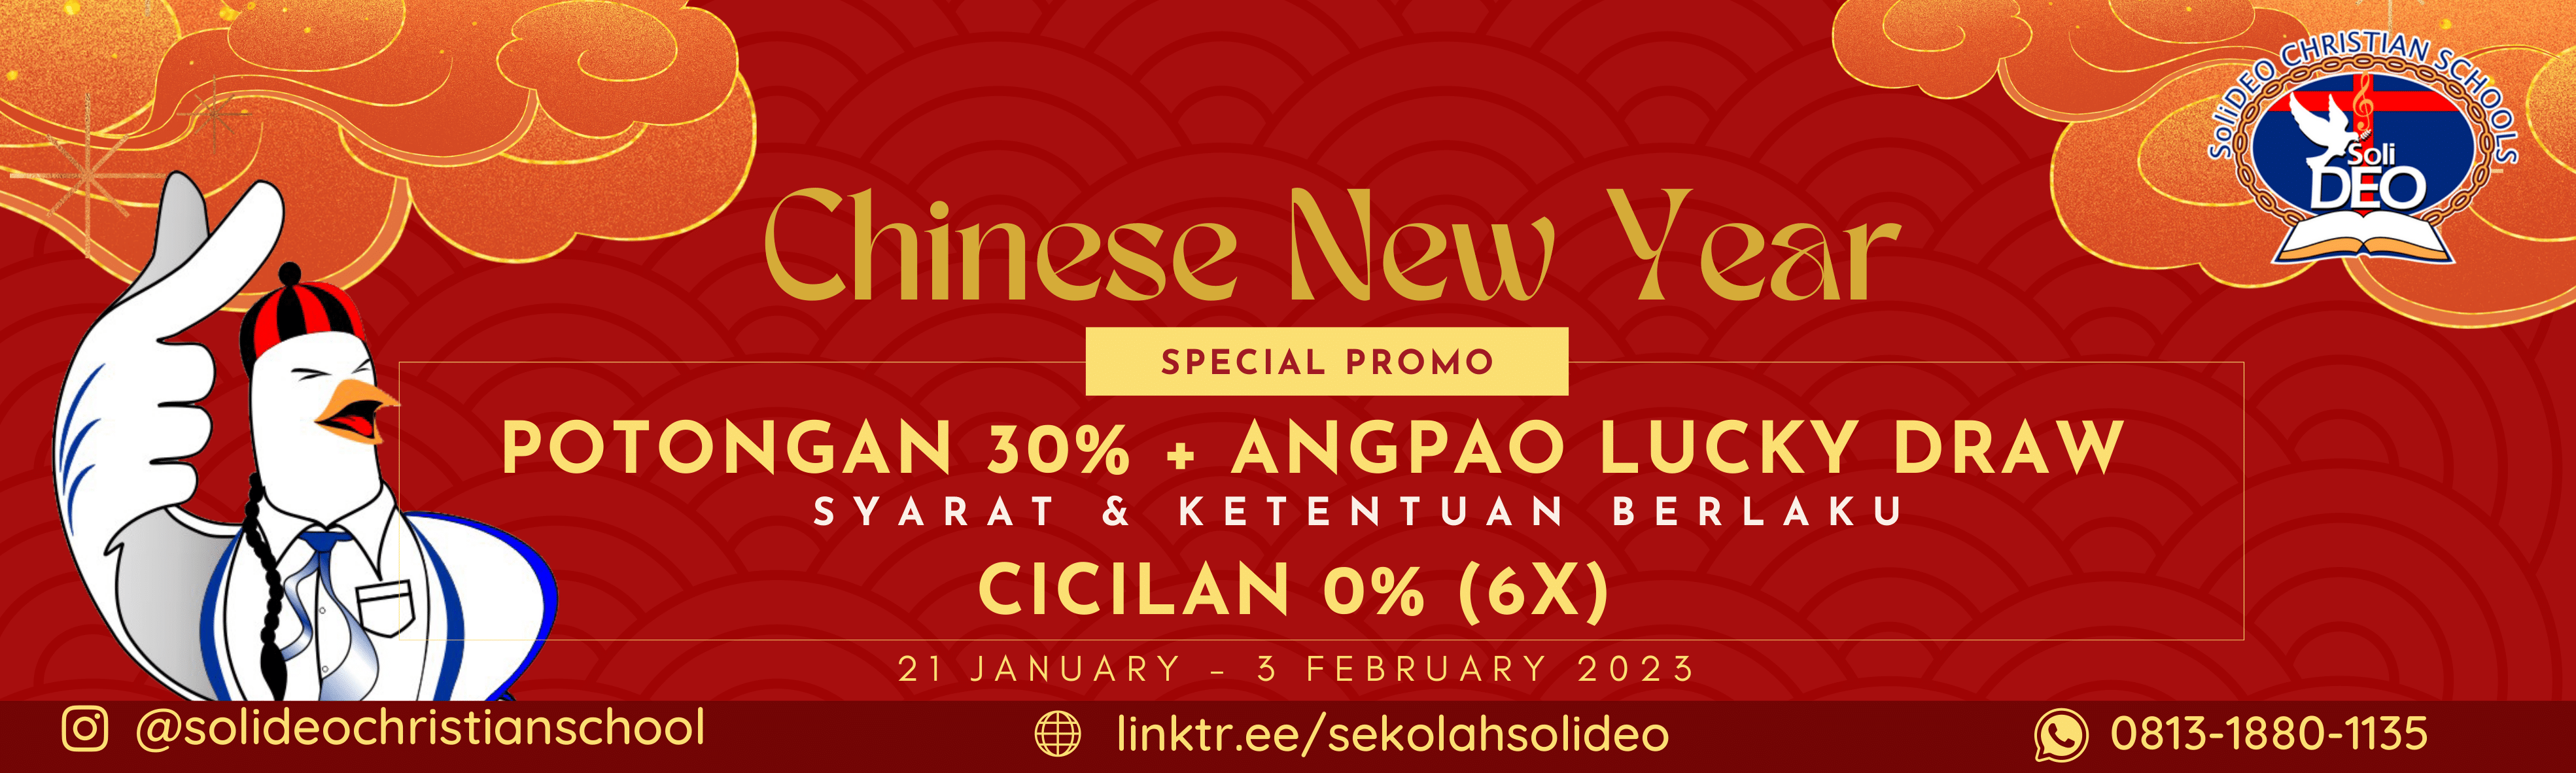 SoliDEO CHRISTIAN SCHOOLS
Soli
DEO
Chinese New Year
SPECIAL PROMO
POTONGAN 30% + ANGPAO LUCKY DRAW
SYARAT & KETENTUAN BERLAKU
CICILAN 0% (6X)
21 JANUARY – 3 FEBRUARY 2023
@solideochristianschool
linktr.ee/sekolahsolideo
0813-1880-1135